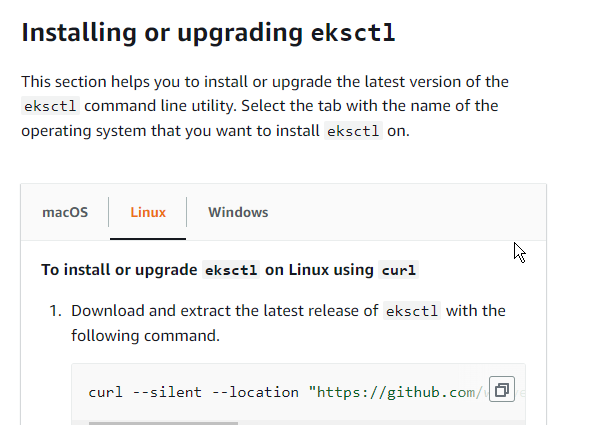 Installing or upgrading eksctl
This section helps you to install or upgrade the latest version of the
eksctl command line utility. Select the tab with the name of the
operating system that you want to install eksctl on.
macOS
Linux
Windows
To install or upgrade eksctl on Linux using curl
1. Download and extract the latest release of eksctl with the
following command.
curl --silent --location "https://github.com/